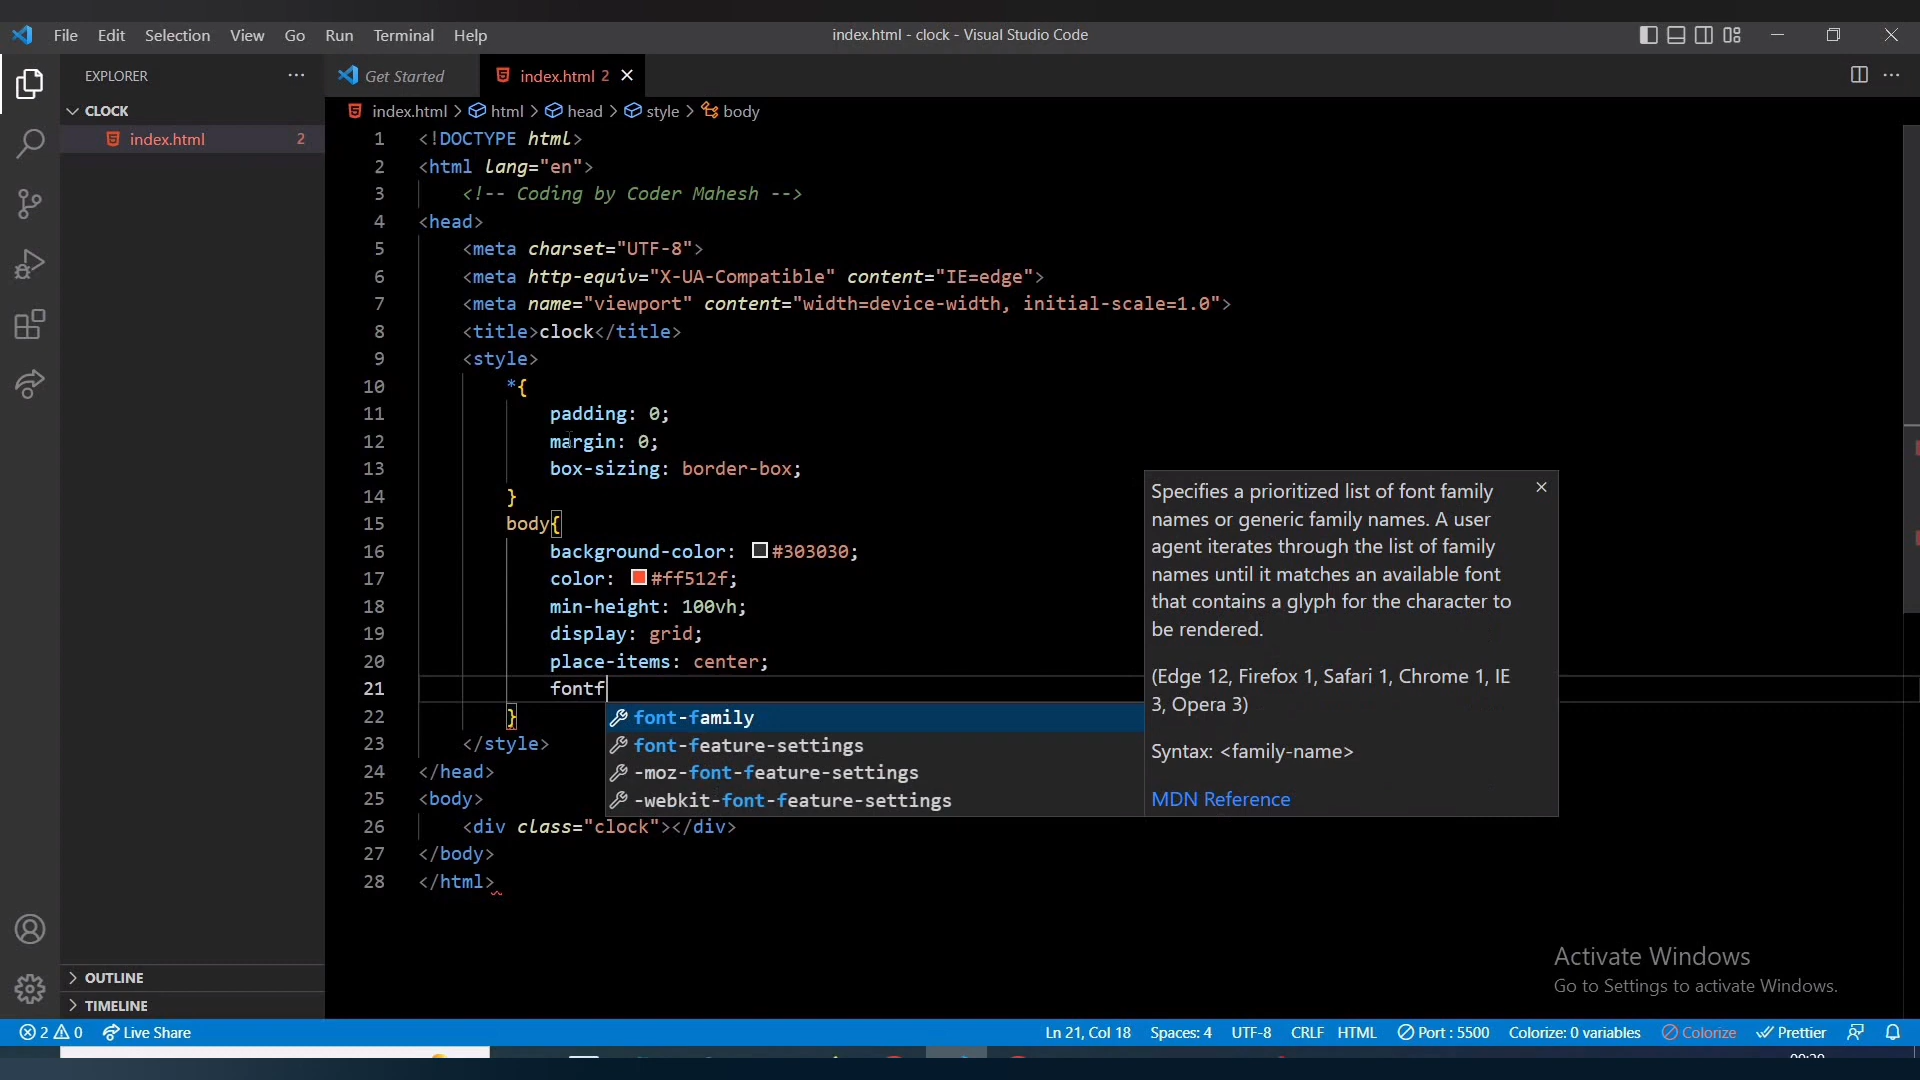 File Edit Selection View Go Run Terminal Help
index.html - clock - Visual Studio Code
EXPLORER
Get Started
index.html 2
CLOCK
index.html > html > head > style > body
index.html 2
1 <!DOCTYPE html>
2 <html lang="en">
3 <!-- Coding by Coder Mahesh -->
4 <head>
5 <meta charset="UTF-8">
6 <meta http-equiv="X-UA-Compatible" content="IE=edge">
7 <meta name="viewport" content="width=device-width, initial-scale=1.0">
8 <title>clock</title>
9 <style>
10 *{
11 padding: 0;
12 margin: 0;
13 box-sizing: border-box;
14 }
15 body{
16 background-color: #303030;
17 color: #ff512f;
18 min-height: 100vh;
19 display: grid;
20 place-items: center;
21 fontf
22 }
23 </style>
24 </head>
25 <body>
26 <div class="clock"></div>
27 </body>
28 </html>
font-family
font-feature-settings
-moz-font-feature-settings
-webkit-font-feature-settings
Specifies a prioritized list of font family
names or generic family names. A user
agent iterates through the list of family
names until it matches an available font
that contains a glyph for the character to
be rendered.
(Edge 12, Firefox 1, Safari 1, Chrome 1, IE
3, Opera 3)
Syntax: <family-name>
MDN Reference
Activate Windows
Go to Settings to activate Windows.
OUTLINE
TIMELINE
2 0 Live Share
Ln 21, Col 18 Spaces: 4 UTF-8 CRLF HTML Port : 5500 Colorize: 0 variables Colorize Prettier